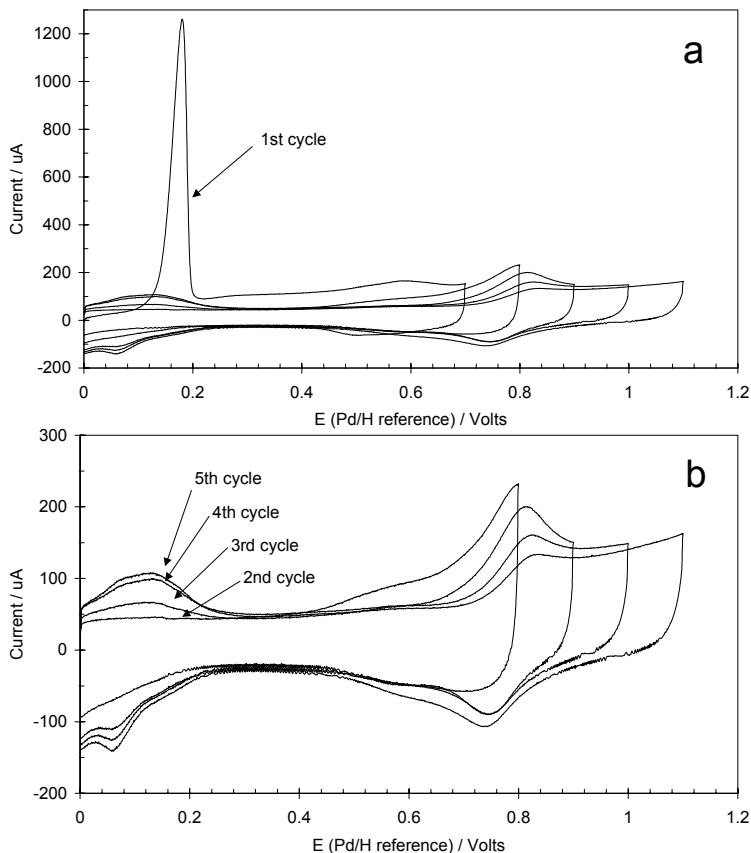 a
1200
1000
800
600
400
200
0
-200
Current / uA
1st cycle
0 0.2 0.4 0.6 0.8 1 1.2
E (Pd/H reference) / Volts
b
300
200
100
0
-100
-200
Current / uA
5th cycle
4th cycle
3rd cycle
2nd cycle
0 0.2 0.4 0.6 0.8 1 1.2
E (Pd/H reference) / Volts